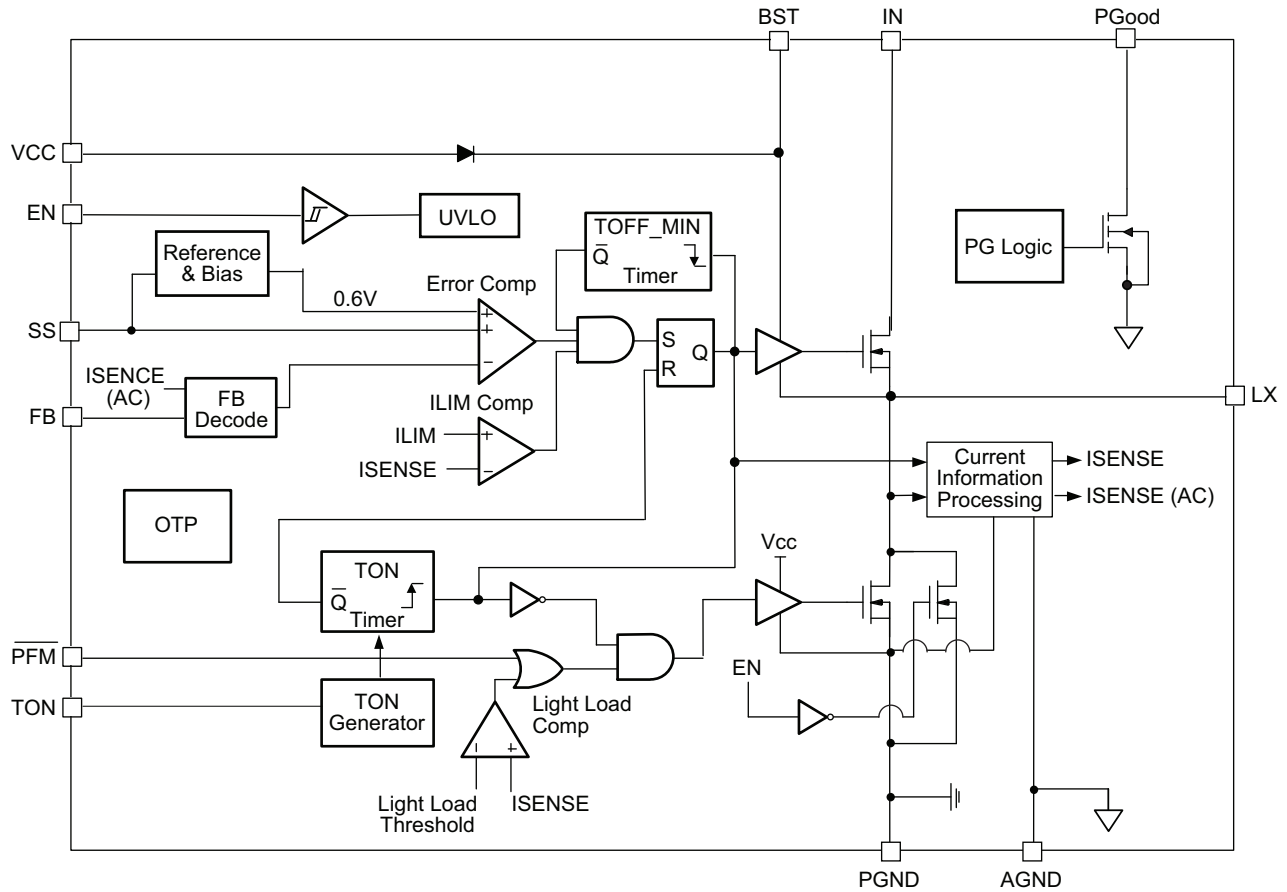 BST
IN
PGood
VCC
EN
UVLO
TOFF_MIN
Q̅
Timer
PG Logic
Reference
& Bias
Error Comp
0.6V
+
+
–
SS
S
R
Q
ISENCE
(AC)
FB
Decode
FB
LX
ILIM Comp
ILIM
+
ISENSE
–
Current
Information
Processing
ISENSE
ISENSE (AC)
OTP
Vcc
TON
Q̅
Timer
P̅F̅M̅
EN
TON
TON
Generator
Light Load
Comp
–
+
Light Load
Threshold
ISENSE
PGND
AGND